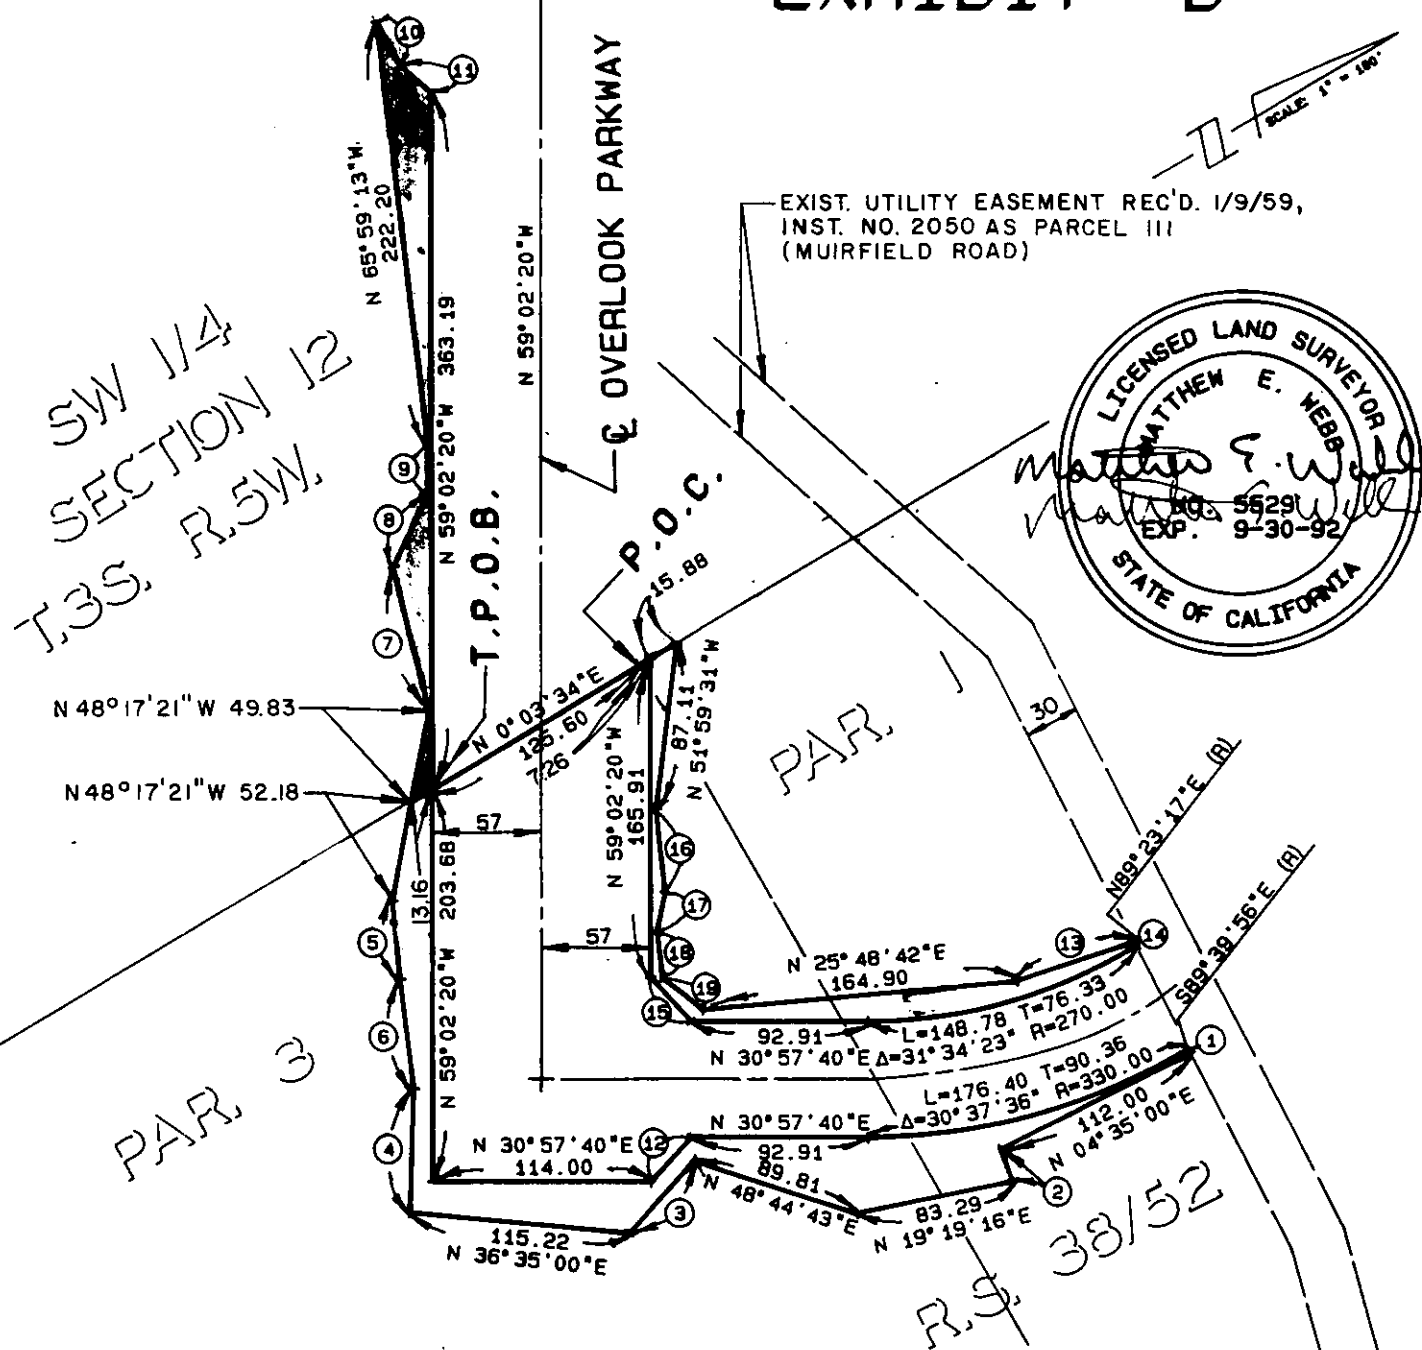 EXHIBIT "B"
SCALE: 1" = 100'
10
11
N 65°59'13"W
222.20
℄ OVERLOOK PARKWAY
N 59°02'20"W
EXIST. UTILITY EASEMENT REC'D. 1/9/59,
INST. NO. 2050 AS PARCEL III
(MUIRFIELD ROAD)
LICENSED LAND SURVEYOR
MATTHEW E. WEBB
Matthew E. Webb
NO. 5529
EXP. 9-30-92
STATE OF CALIFORNIA
SW 1/4
SECTION 12
T.3S. R.5W.
N 59°02'20"W 363.19
9
8
7
T.P.O.B.
P.O.C.
15.88
N 0°03'34"E
125.60
7.26
87.11
N 51°59'31"W
N 48°17'21"W 49.83
N 48°17'21"W 52.18
PAR. 1
30
N89°23'17"E (R)
S89°39'56"E (R)
57
N 59°02'20"W
165.91
13.16
N 59°02'20"W 203.68
57
16
17
18
19
5
6
4
15
N 25°48'42"E
164.90
13
14
92.91
N 30°57'40"E
L=148.78 T=76.33
Δ=31°34'23" R=270.00
1
L=176.40 T=90.36
Δ=30°37'36" R=330.00
N 30°57'40"E
92.91
112.00
N 04°35'00"E
PAR. 3
N 30°57'40"E
114.00
12
89.81
N 48°44'43"E
2
3
83.29
N 19°19'16"E
115.22
N 36°35'00"E
R.S. 38/52